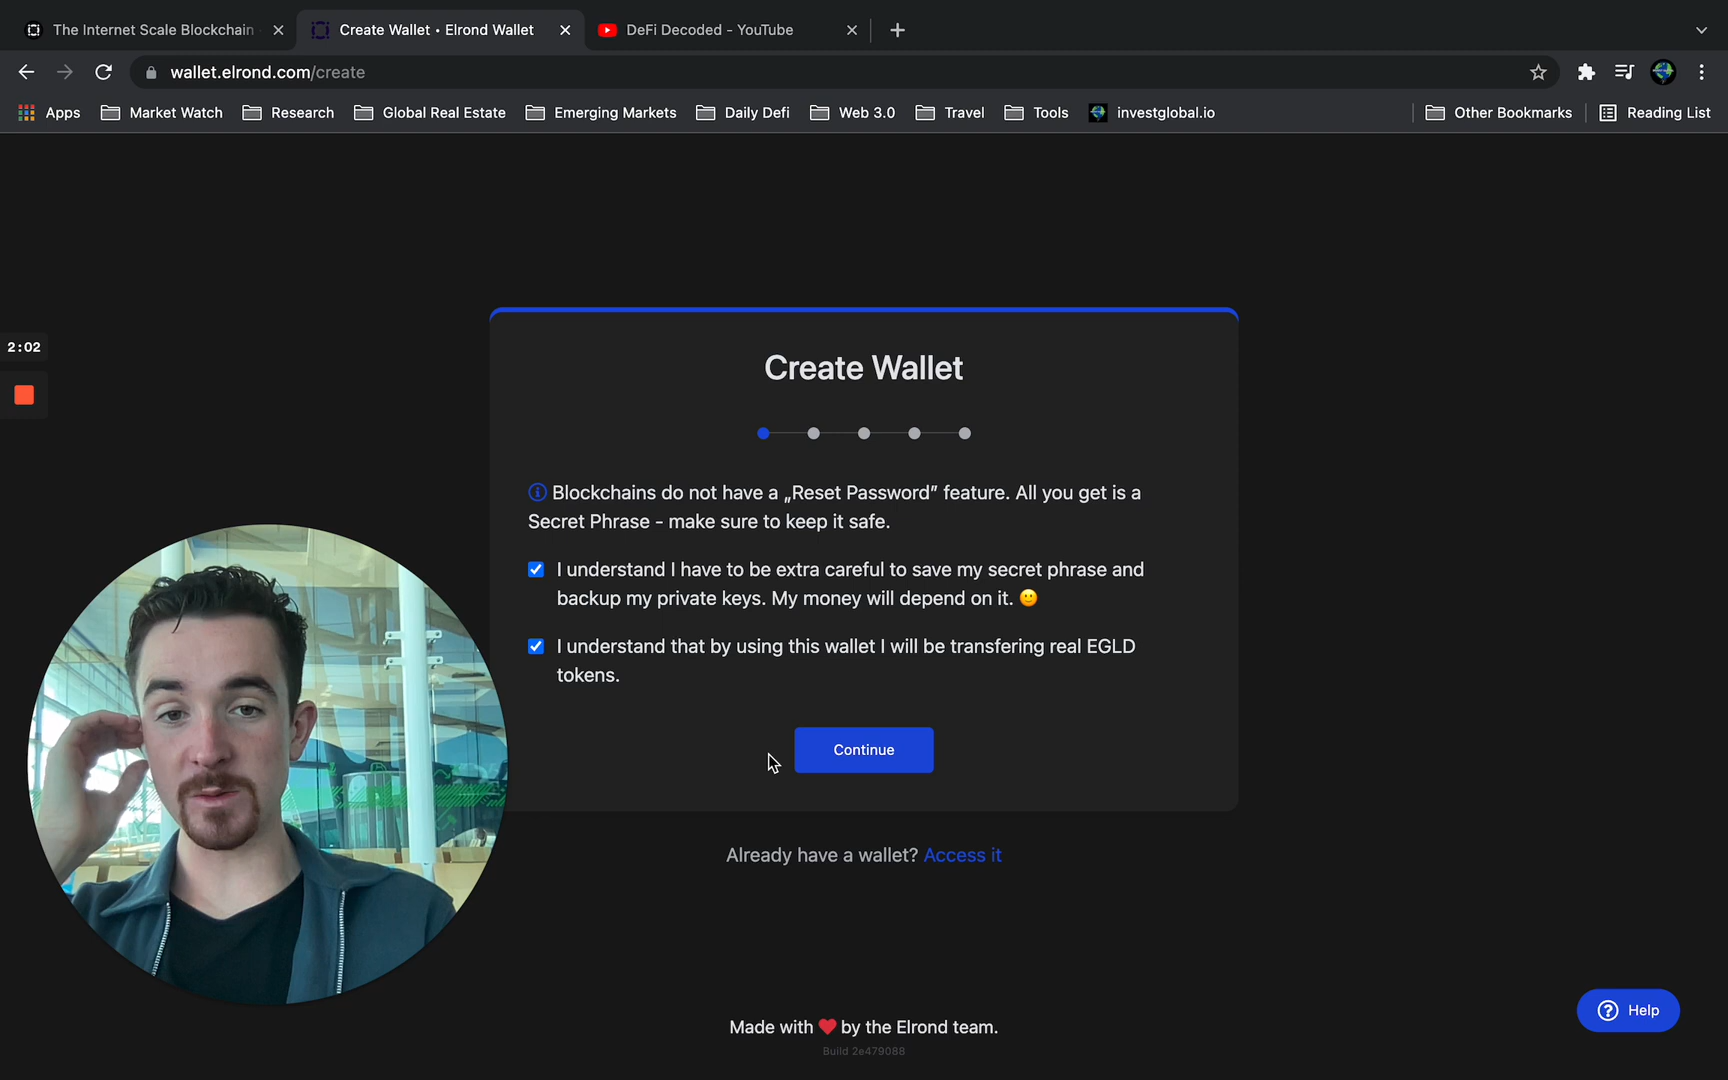 The Internet Scale Blockchain
Create Wallet • Elrond Wallet
DeFi Decoded - YouTube
wallet.elrond.com/create
Apps
Market Watch
Research
Global Real Estate
Emerging Markets
Daily Defi
Web 3.0
Travel
Tools
investglobal.io
Other Bookmarks
Reading List
2:02
Create Wallet
Blockchains do not have a „Reset Password” feature. All you get is a
Secret Phrase - make sure to keep it safe.
I understand I have to be extra careful to save my secret phrase and
backup my private keys. My money will depend on it. 🙂
I understand that by using this wallet I will be transfering real EGLD
tokens.
Continue
Already have a wallet? Access it
Made with ❤ by the Elrond team.
Build 2e479088
Help